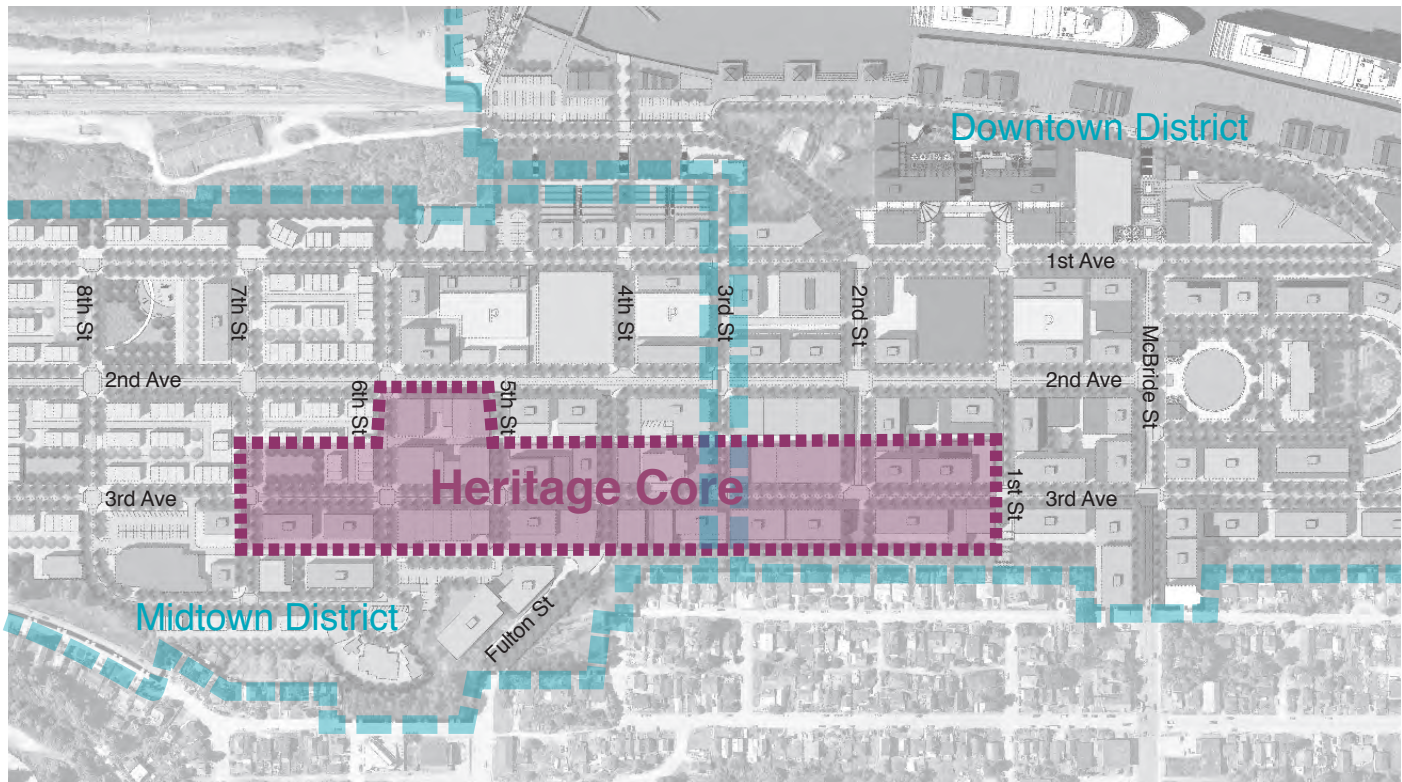 Downtown District
1st Ave
8th St
7th St
4th St
3rd St
2nd St
McBride St
2nd Ave
6th St
5th St
2nd Ave
Heritage Core
3rd Ave
1st St
3rd Ave
Midtown District
Fulton St